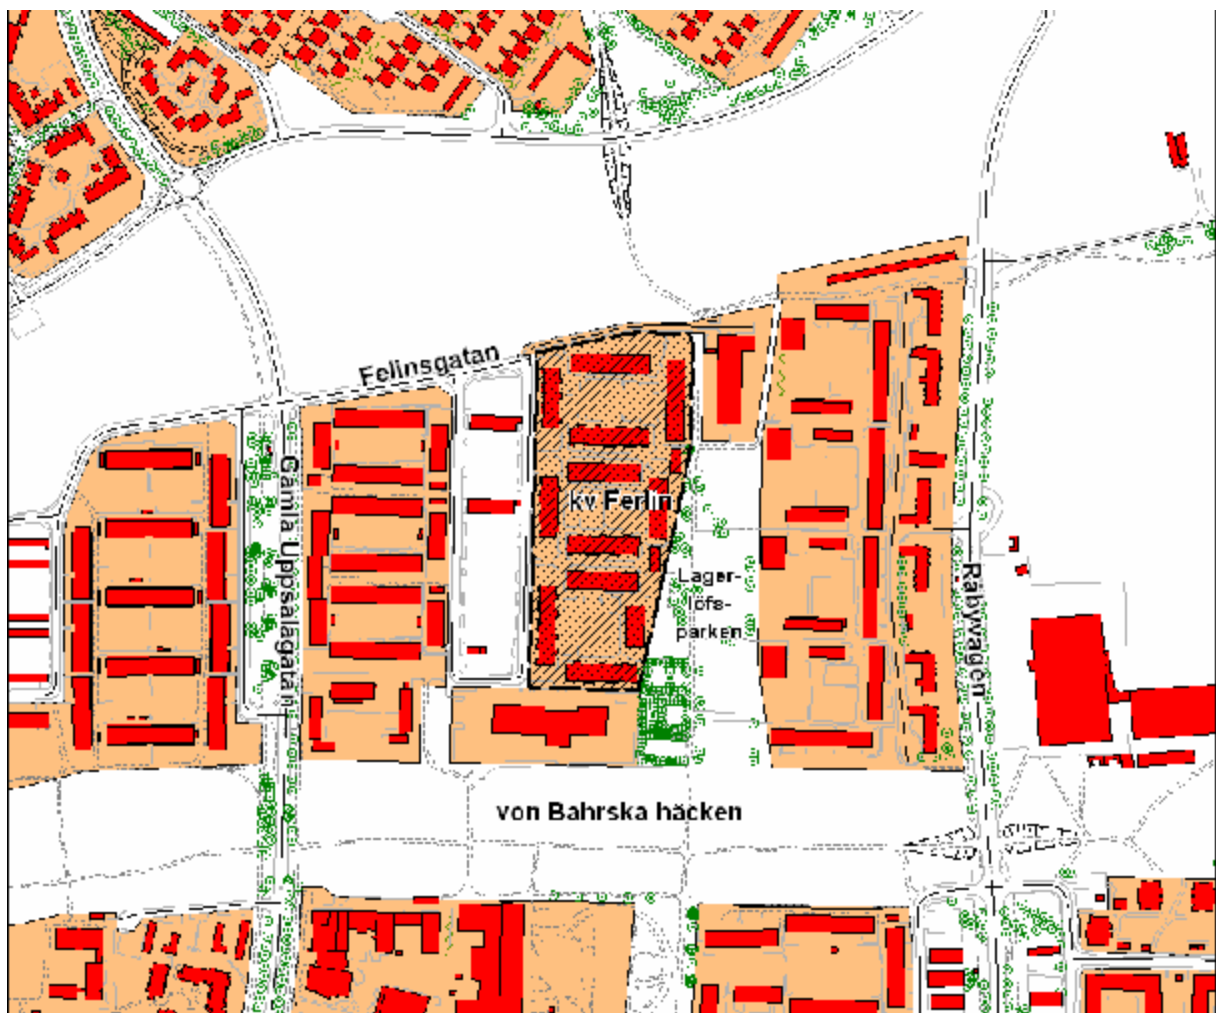 Felinsgatan
Gamla Uppsalagatan
kv Ferlin
Lager-
löfs-
parken
Råbyvägen
von Bahrska häcken